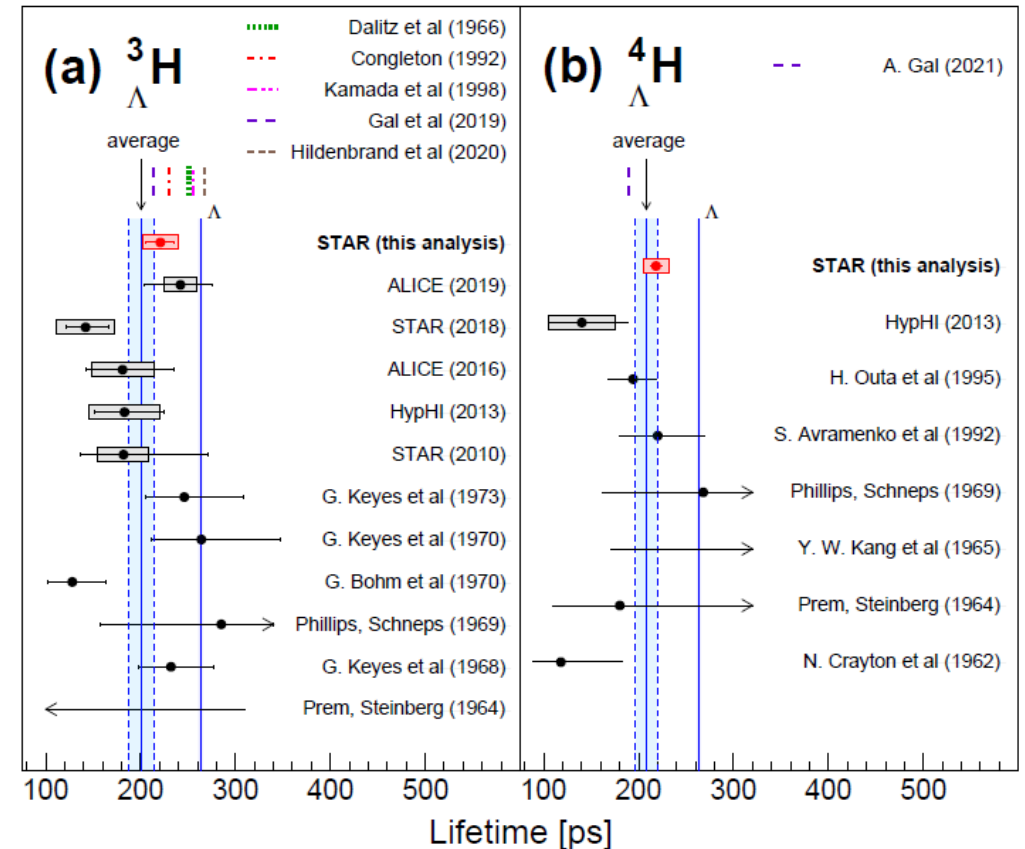 (a) ³H
Λ
Dalitz et al (1966)
Congleton (1992)
Kamada et al (1998)
Gal et al (2019)
Hildenbrand et al (2020)
average
Λ
STAR (this analysis)
ALICE (2019)
STAR (2018)
ALICE (2016)
HypHI (2013)
STAR (2010)
G. Keyes et al (1973)
G. Keyes et al (1970)
G. Bohm et al (1970)
Phillips, Schneps (1969)
G. Keyes et al (1968)
Prem, Steinberg (1964)
100 200 300 400 500
(b) ⁴H
Λ
A. Gal (2021)
average
Λ
STAR (this analysis)
HypHI (2013)
H. Outa et al (1995)
S. Avramenko et al (1992)
Phillips, Schneps (1969)
Y. W. Kang et al (1965)
Prem, Steinberg (1964)
N. Crayton et al (1962)
100 200 300 400 500
Lifetime [ps]